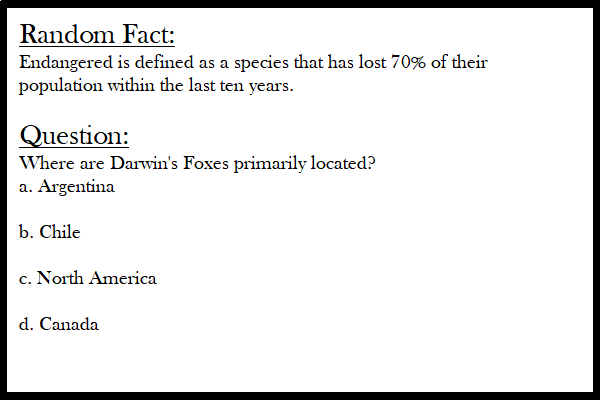 Random Fact:
Endangered is defined as a species that has lost 70% of their
population within the last ten years.
Question:
Where are Darwin's Foxes primarily located?
a. Argentina
b. Chile
c. North America
d. Canada